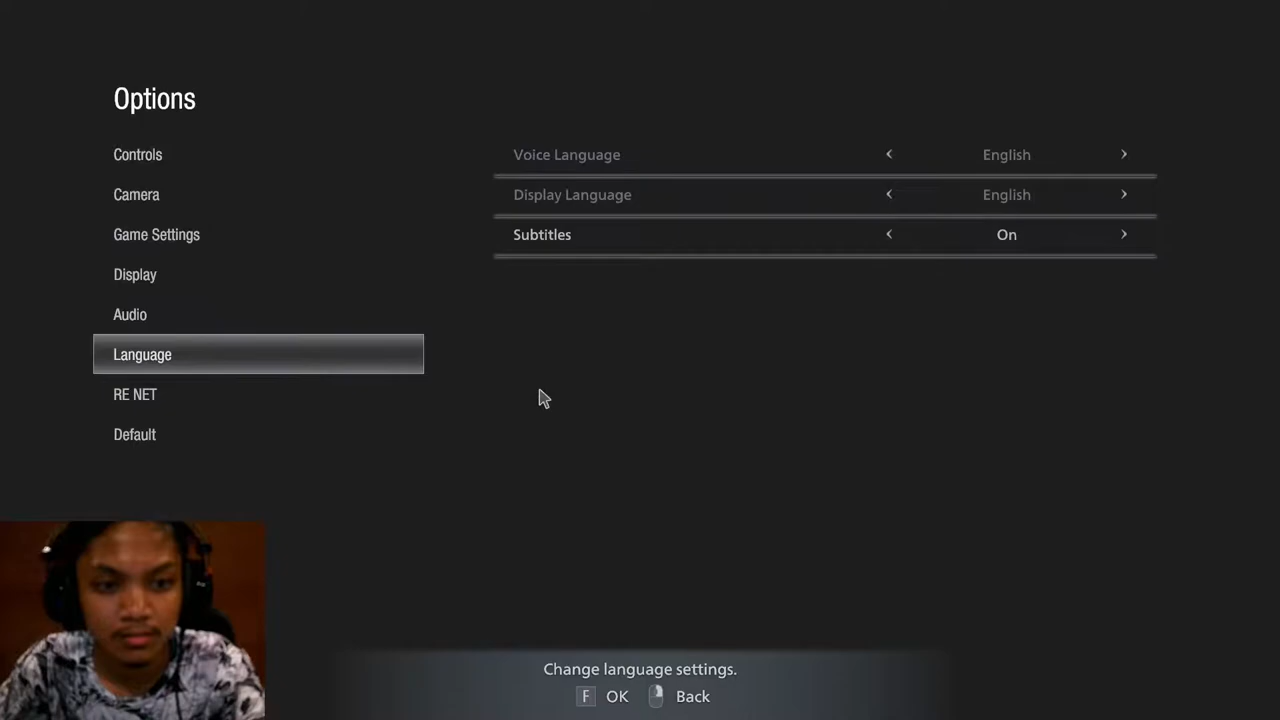 Options
Controls
Camera
Game Settings
Display
Audio
Language
RE NET
Default
Voice Language English
Display Language English
Subtitles On
Change language settings.
F OK Back